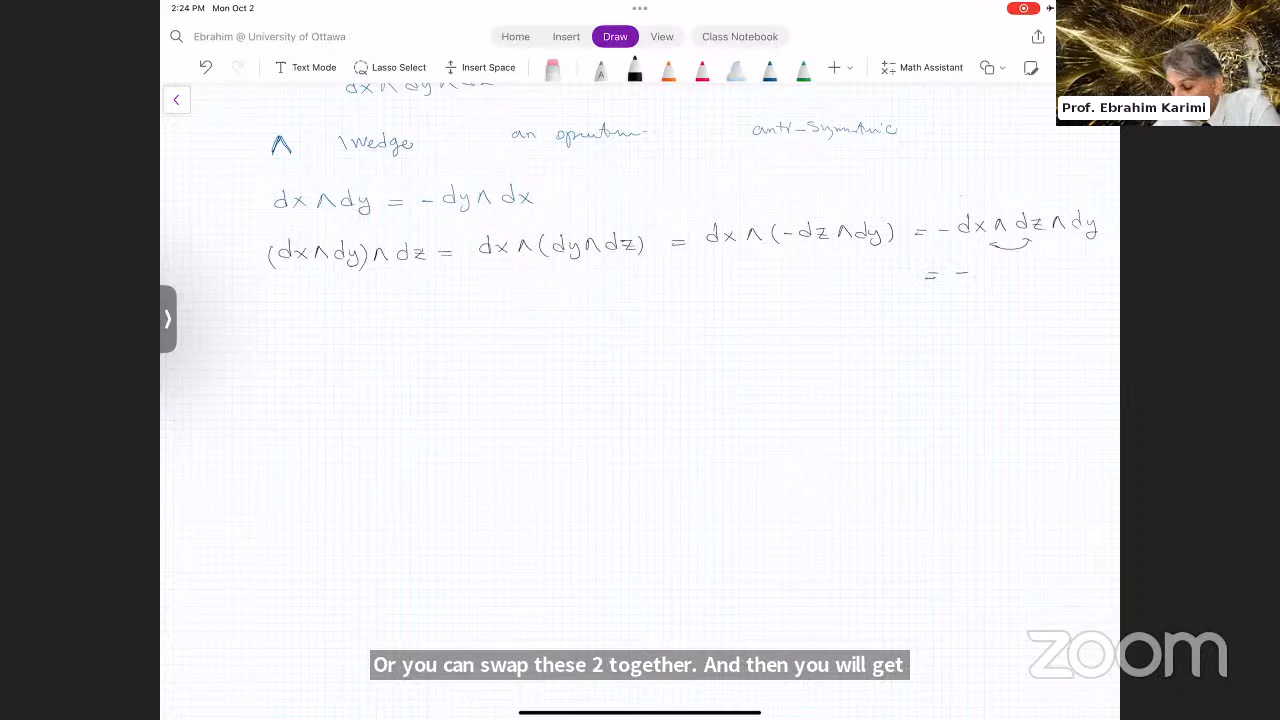 2:24 PM Mon Oct 2
Ebrahim @ University of Ottawa
Home Insert Draw View Class Notebook
Text Mode Lasso Select Insert Space A Math Assistant
Prof. Ebrahim Karimi
dx ∧ dy ∧ dz
∧ Wedge an anti-Symmetric
dx ∧ dy = - dy ∧ dx
(dx ∧ dy) ∧ dz = dx ∧ (dy ∧ dz) = dx ∧ (-dz ∧ dy) = - dx ∧ dz ∧ dy
= -
Or you can swap these 2 together. And then you will get
zoom